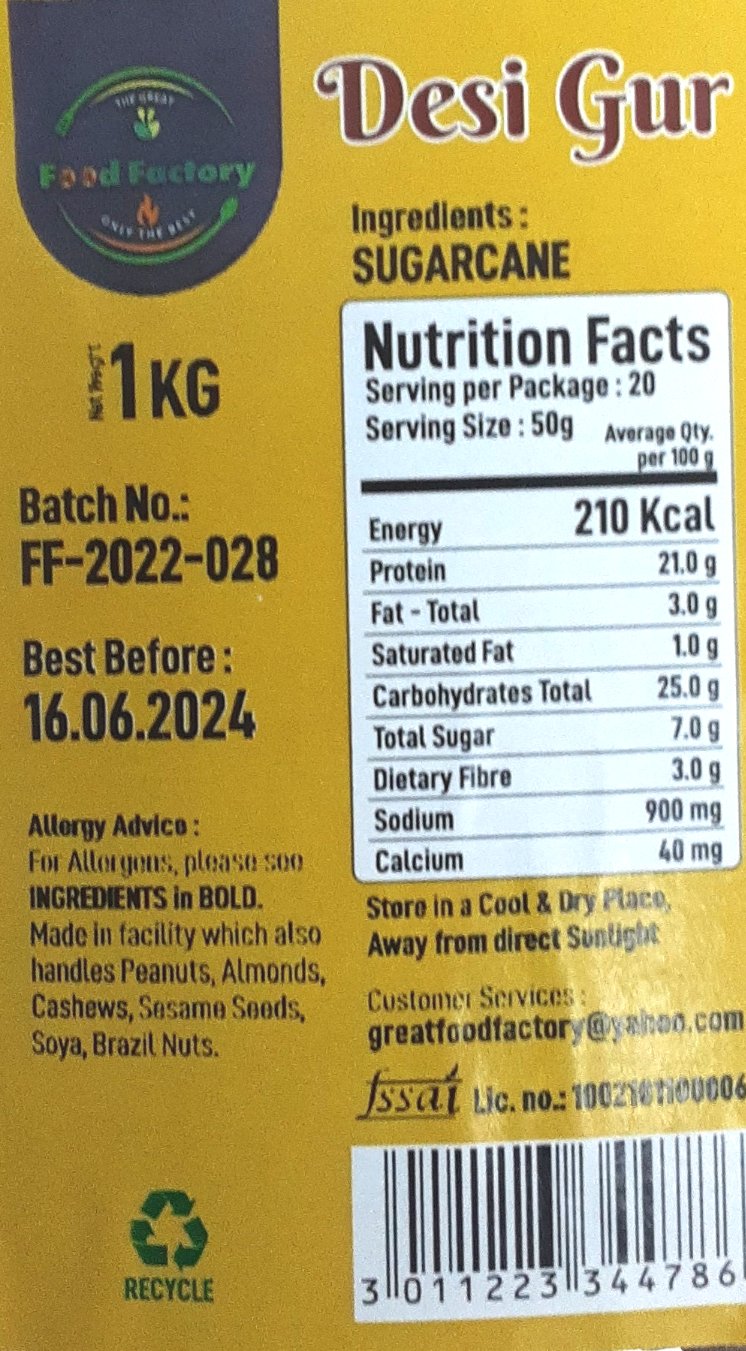 THE GREAT
Food Factory
ONLY THE BEST
Desi Gur
Ingredients :
SUGARCANE
Net Weight 1 KG
Batch No.:
FF-2022-028
Best Before :
16.06.2024
Allergy Advice :
For Allergens, please see
INGREDIENTS in BOLD.
Made in facility which also
handles Peanuts, Almonds,
Cashews, Sesame Seeds,
Soya, Brazil Nuts.
RECYCLE
Nutrition Facts
Serving per Package : 20
Serving Size : 50g
Average Qty.
per 100 g
Energy 210 Kcal
Protein 21.0 g
Fat - Total 3.0 g
Saturated Fat 1.0 g
Carbohydrates Total 25.0 g
Total Sugar 7.0 g
Dietary Fibre 3.0 g
Sodium 900 mg
Calcium 40 mg
Store in a Cool & Dry Place,
Away from direct Sunlight
Customer Services :
greatfoodfactory@yahoo.com
fssai Lic. no.:
3 011223 344786